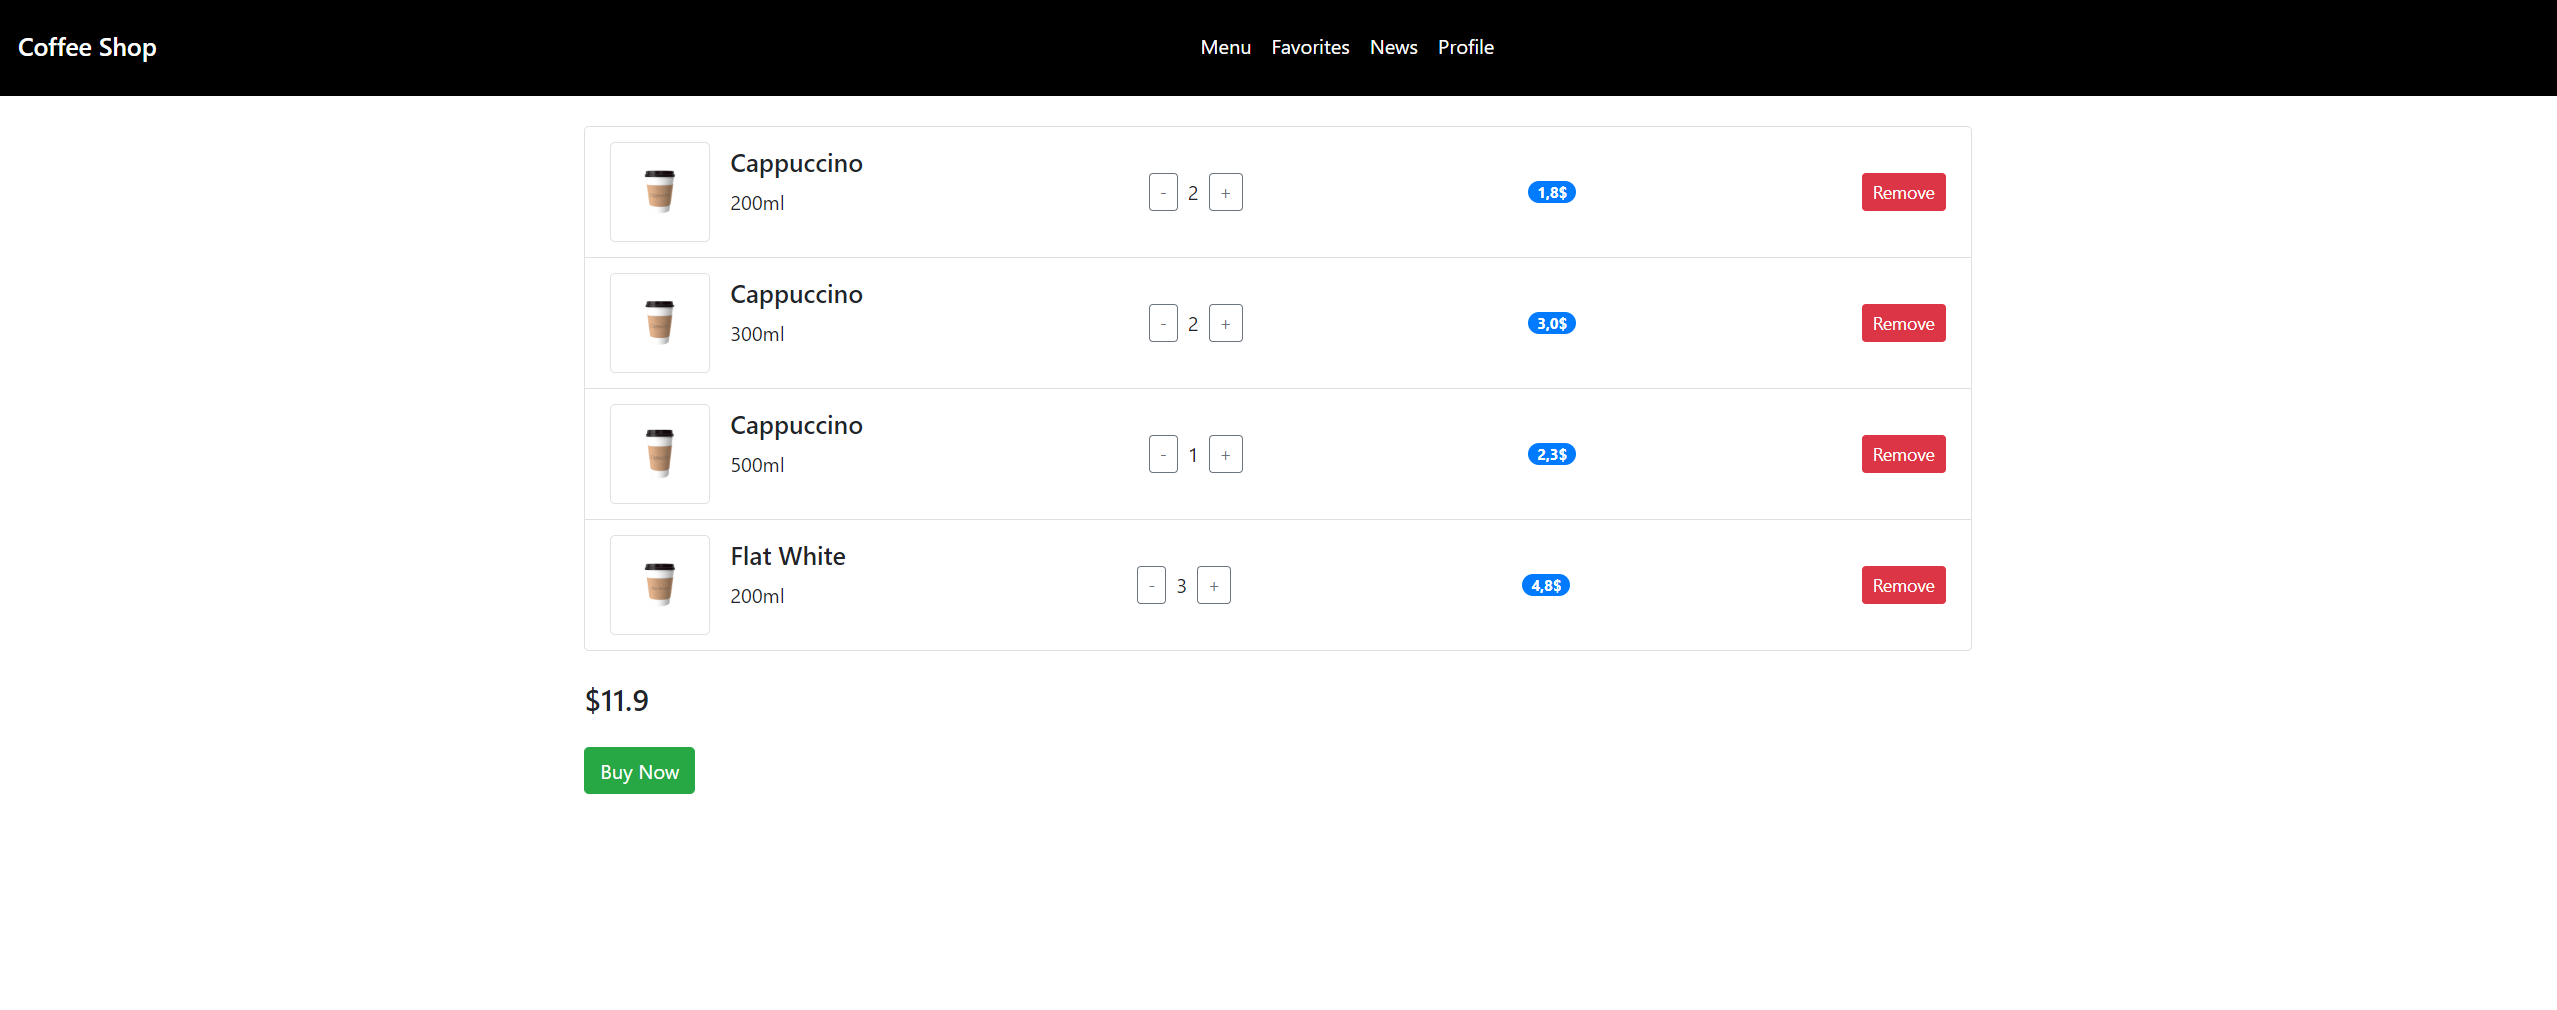 Coffee Shop Menu Favorites News Profile
Cappuccino
200ml
- 2 + 1,8$ Remove
Cappuccino
300ml
- 2 + 3,0$ Remove
Cappuccino
500ml
- 1 + 2,3$ Remove
Flat White
200ml
- 3 + 4,8$ Remove
$11.9
Buy Now